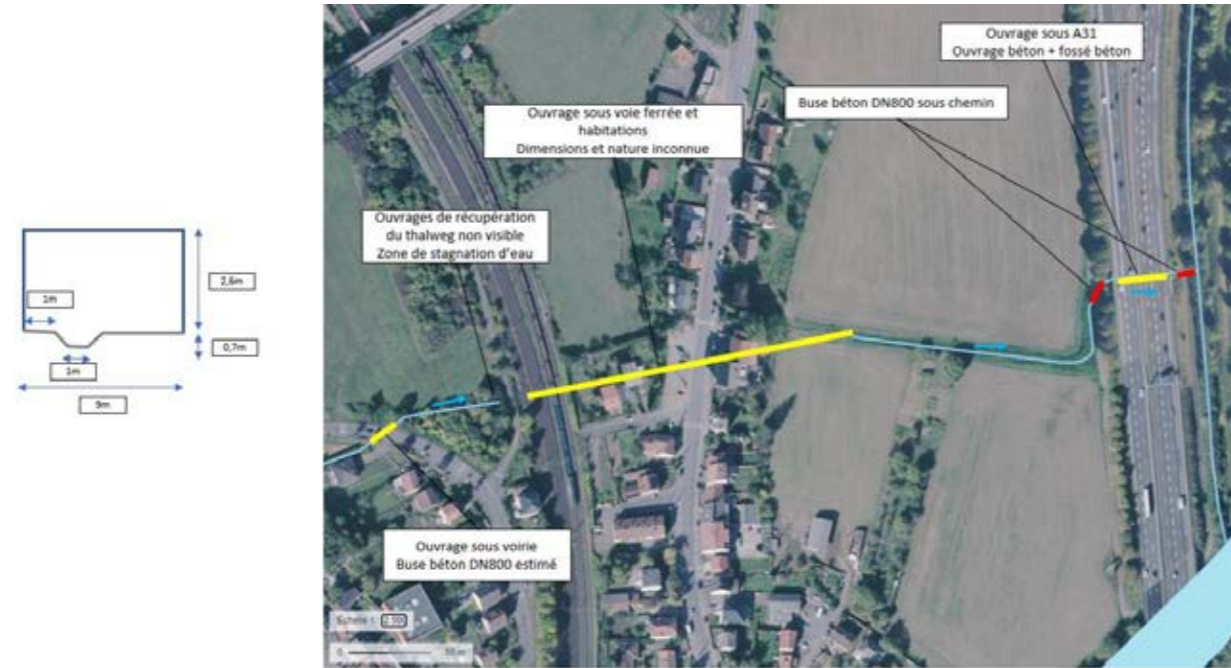 2,6m
1m
0,7m
1m
9m
Ouvrage sous A31
Ouvrage béton + fossé béton
Buse béton DN800 sous chemin
Ouvrage sous voie ferrée et
habitations
Dimensions et nature inconnue
Ouvrages de récupération
du thalweg non visible
Zone de stagnation d'eau
Ouvrage sous voirie
Buse béton DN800 estimé
Echelle 1:
0